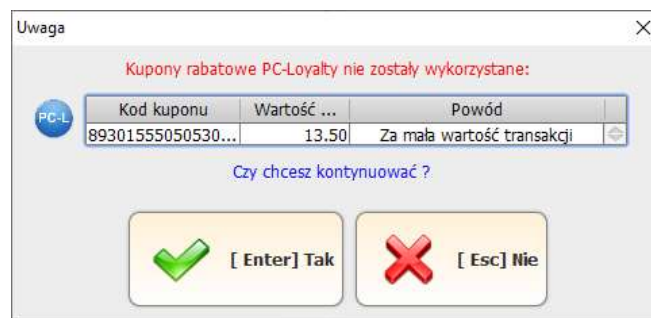 Uwaga
Kupony rabatowe PC-Loyalty nie zostały wykorzystane:
PC-L
Kod kuponu Wartość ... Powód
89301555050530... 13.50 Za mała wartość transakcji
Czy chcesz kontynuować ?
[ Enter] Tak [ Esc] Nie